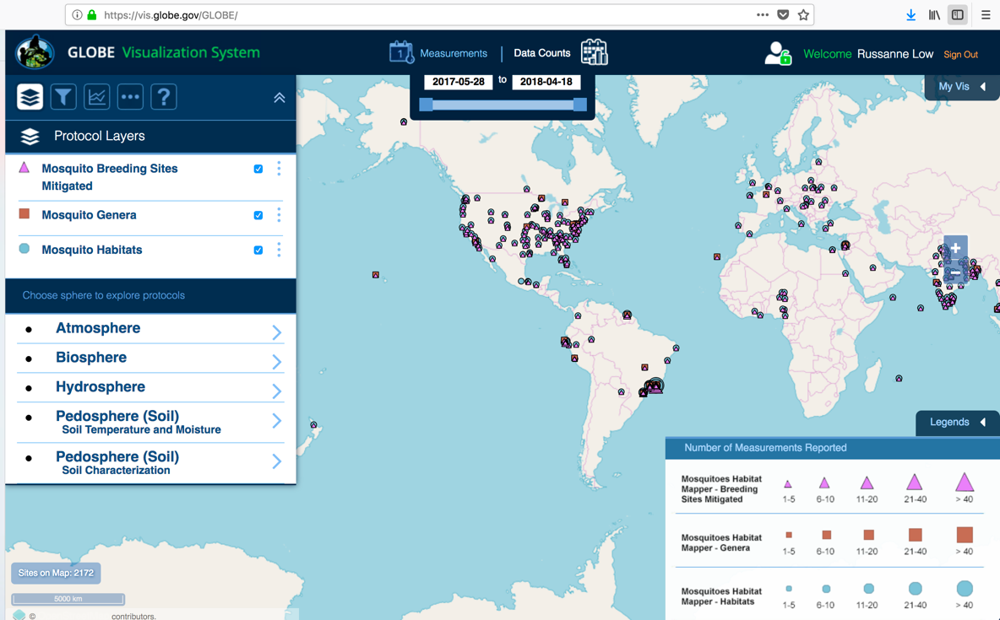 https://vis.globe.gov/GLOBE/
GLOBE Visualization System
1 Measurements | Data Counts
Welcome Russanne Low Sign Out
2017-05-28 to 2018-04-18
My Vis
?
Protocol Layers
Mosquito Breeding Sites
Mitigated
Mosquito Genera
Mosquito Habitats
Choose sphere to explore protocols
Atmosphere
Biosphere
Hydrosphere
Pedosphere (Soil)
Soil Temperature and Moisture
Pedosphere (Soil)
Soil Characterization
+
−
Legends
Number of Measurements Reported
Mosquitoes Habitat
Mapper - Breeding
Sites Mitigated
1-5 6-10 11-20 21-40 > 40
Mosquitoes Habitat
Mapper - Genera
1-5 6-10 11-20 21-40 > 40
Mosquitoes Habitat
Mapper - Habitats
1-5 6-10 11-20 21-40 > 40
Sites on Map: 2172
5000 km
© contributors.